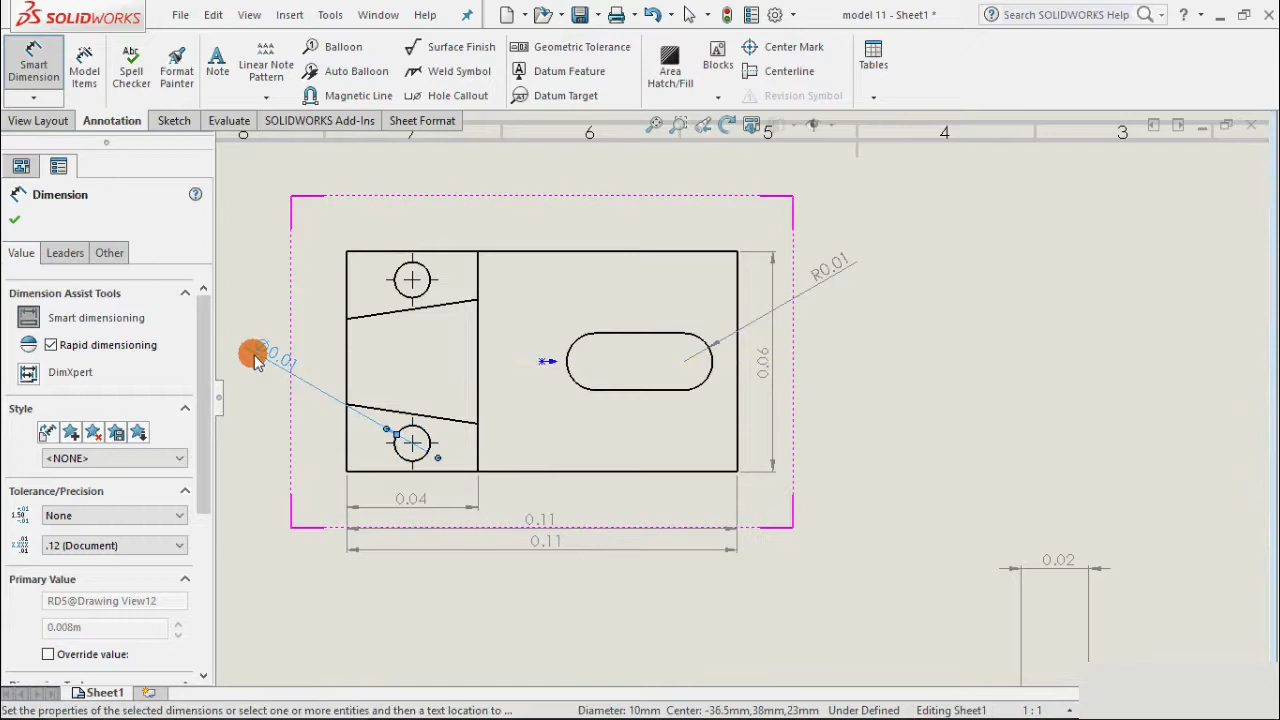 SOLIDWORKS File Edit View Insert Tools Window Help model 11 - Sheet1 * Search SOLIDWORKS Help ?
Smart Dimension
Model Items
Spell Checker
Format Painter
Note
Linear Note Pattern
Balloon
Auto Balloon
Magnetic Line
Surface Finish
Weld Symbol
Hole Callout
Geometric Tolerance
Datum Feature
Datum Target
Area Hatch/Fill
Blocks
Center Mark
Centerline
Revision Symbol
Tables
View Layout Annotation Sketch Evaluate SOLIDWORKS Add-Ins Sheet Format
6 5 4 3
Dimension
Value Leaders Other
Dimension Assist Tools
Smart dimensioning
Rapid dimensioning
DimXpert
Style
<NONE>
Tolerance/Precision
None
.12 (Document)
Primary Value
RD5@Drawing View12
0.008m
Override value:
R0.01
0.06
0.04
0.11
0.11
0.02
Sheet1
Set the properties of the selected dimensions or select one or more entities and then a text location to ... Diameter: 10mm Center: -36.5mm,38mm,23mm Under Defined Editing Sheet1 1 : 1